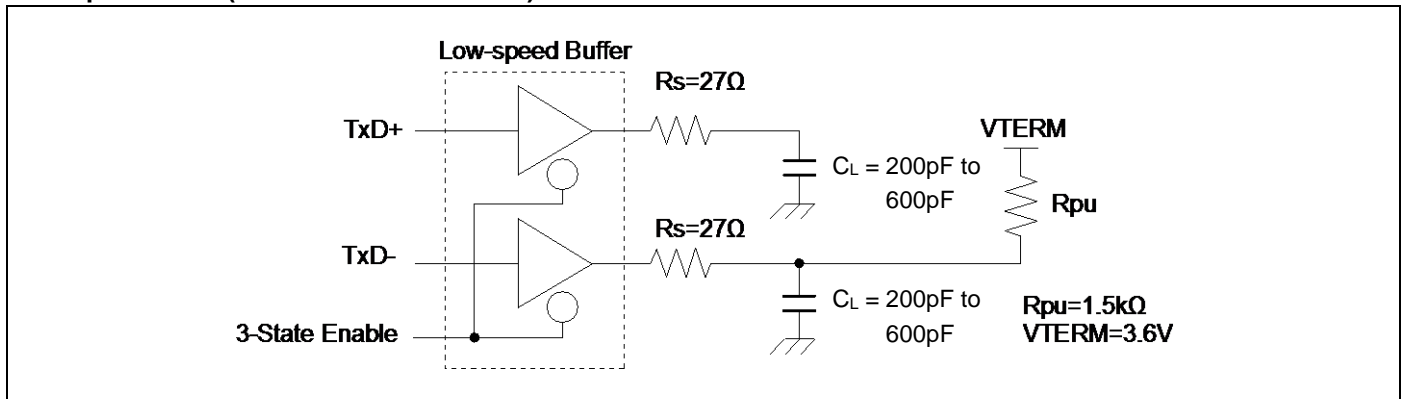 Low-speed Buffer
Rs=27Ω
TxD+
VTERM
CL = 200pF to
600pF
Rpu
Rs=27Ω
TxD-
CL = 200pF to
600pF
Rpu=1.5kΩ
VTERM=3.6V
3-State Enable